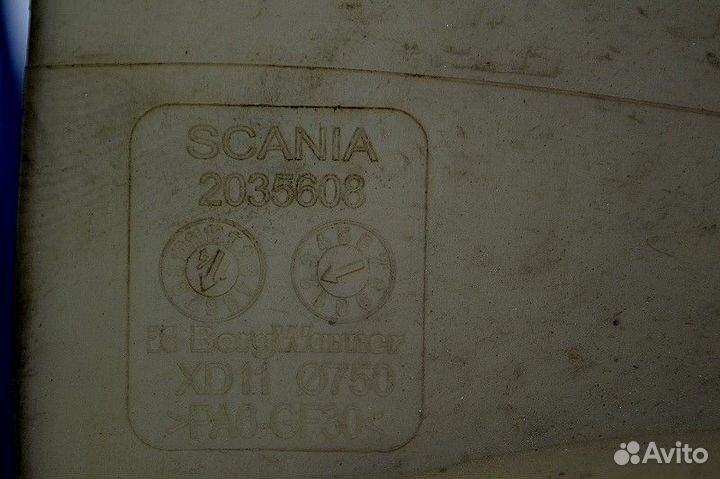 SCANIA
2035608
BorgWarner
XD11 Ø750
>PA6-GF30<
Avito